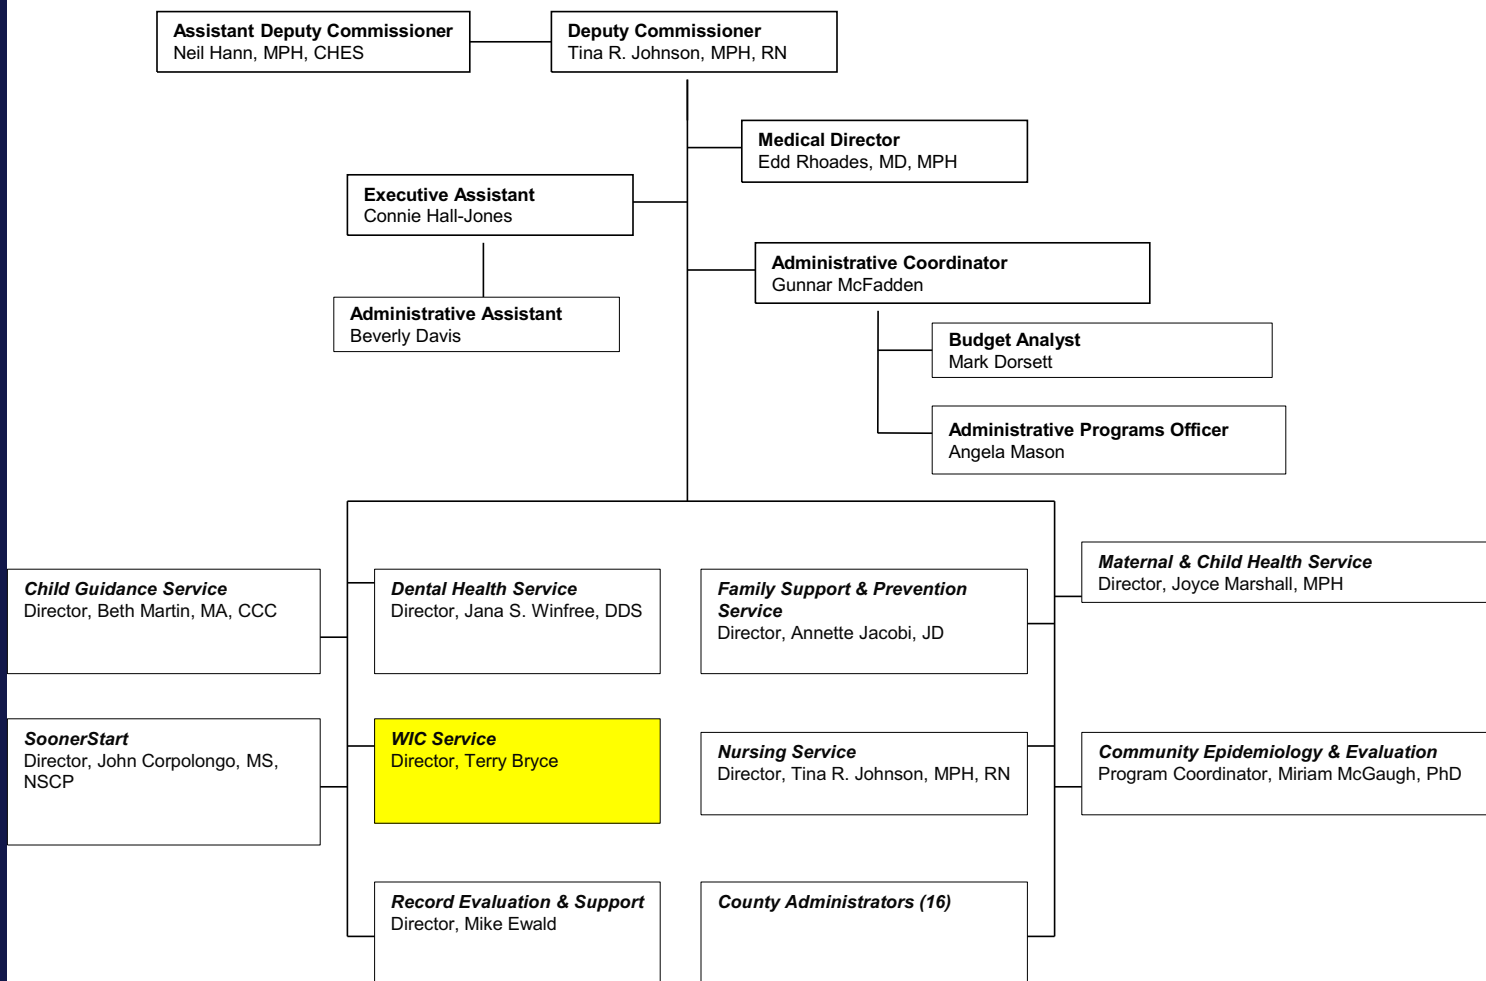 Assistant Deputy Commissioner
Neil Hann, MPH, CHES
Deputy Commissioner
Tina R. Johnson, MPH, RN
Medical Director
Edd Rhoades, MD, MPH
Executive Assistant
Connie Hall-Jones
Administrative Coordinator
Gunnar McFadden
Administrative Assistant
Beverly Davis
Budget Analyst
Mark Dorsett
Administrative Programs Officer
Angela Mason
Child Guidance Service
Director, Beth Martin, MA, CCC
Dental Health Service
Director, Jana S. Winfree, DDS
Family Support & Prevention
Service
Director, Annette Jacobi, JD
Maternal & Child Health Service
Director, Joyce Marshall, MPH
SoonerStart
Director, John Corpolongo, MS,
NSCP
WIC Service
Director, Terry Bryce
Nursing Service
Director, Tina R. Johnson, MPH, RN
Community Epidemiology & Evaluation
Program Coordinator, Miriam McGaugh, PhD
Record Evaluation & Support
Director, Mike Ewald
County Administrators (16)